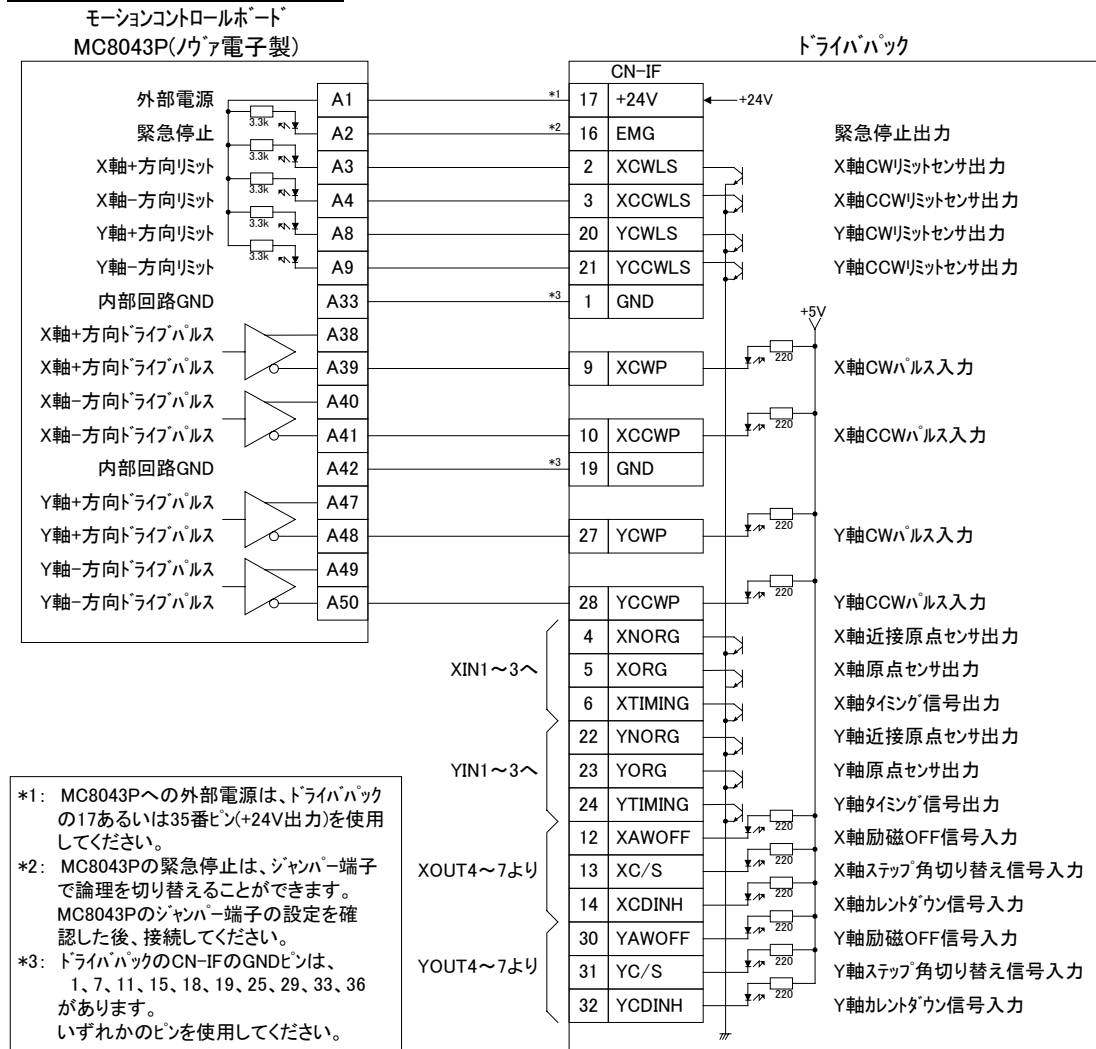 モーションコントロールボード
MC8043P(ノヴァ電子製)
ドライバパック
CN-IF
外部電源 A1 *1 17 +24V +24V
3.3k
緊急停止 A2 *2 16 EMG 緊急停止出力
3.3k
X軸+方向リミット A3 2 XCWLS X軸CWリミットセンサ出力
3.3k
X軸-方向リミット A4 3 XCCWLS X軸CCWリミットセンサ出力
3.3k
Y軸+方向リミット A8 20 YCWLS Y軸CWリミットセンサ出力
3.3k
Y軸-方向リミット A9 21 YCCWLS Y軸CCWリミットセンサ出力
内部回路GND A33 *3 1 GND
+5V
X軸+方向ドライブパルス A38
220
X軸+方向ドライブパルス A39 9 XCWP X軸CWパルス入力
X軸-方向ドライブパルス A40
220
X軸-方向ドライブパルス A41 10 XCCWP X軸CCWパルス入力
内部回路GND A42 *3 19 GND
Y軸+方向ドライブパルス A47
220
Y軸+方向ドライブパルス A48 27 YCWP Y軸CWパルス入力
Y軸-方向ドライブパルス A49
220
Y軸-方向ドライブパルス A50 28 YCCWP Y軸CCWパルス入力
4 XNORG X軸近接原点センサ出力
XIN1~3へ 5 XORG X軸原点センサ出力
6 XTIMING X軸タイミング信号出力
22 YNORG Y軸近接原点センサ出力
YIN1~3へ 23 YORG Y軸原点センサ出力
24 YTIMING Y軸タイミング信号出力
220
12 XAWOFF X軸励磁OFF信号入力
220
XOUT4~7より 13 XC/S X軸ステップ角切り替え信号入力
220
14 XCDINH X軸カレントダウン信号入力
220
30 YAWOFF Y軸励磁OFF信号入力
220
YOUT4~7より 31 YC/S Y軸ステップ角切り替え信号入力
220
32 YCDINH Y軸カレントダウン信号入力
*1: MC8043Pへの外部電源は、ドライバパック
の17あるいは35番ピン(+24V出力)を使用
してください。
*2: MC8043Pの緊急停止は、ジャンパー端子
で論理を切り替えることができます。
MC8043Pのジャンパー端子の設定を確
認した後、接続してください。
*3: ドライバパックのCN-IFのGNDピンは、
1、7、11、15、18、19、25、29、33、36
があります。
いずれかのピンを使用してください。